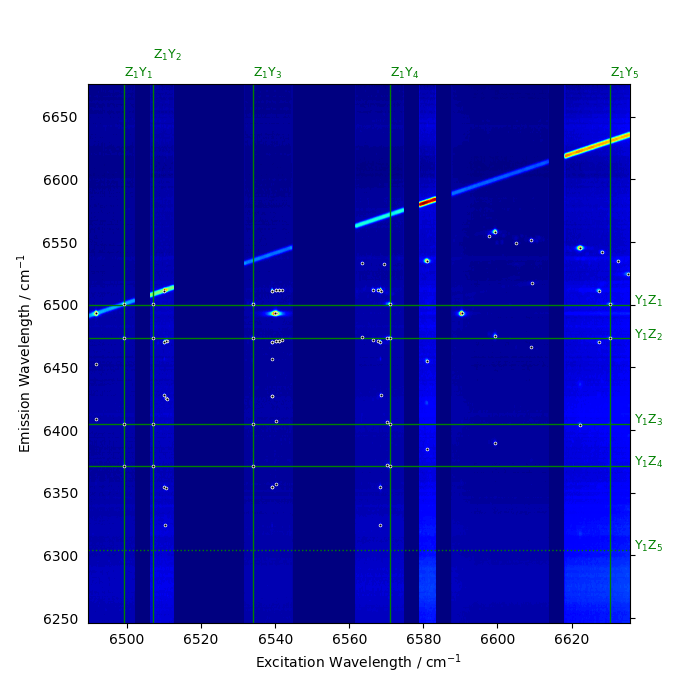 Z₁Y₂
Z₁Y₁ Z₁Y₃ Z₁Y₄ Z₁Y₅
6650
6600
6550
6500 Y₁Z₁
6450 Y₁Z₂
6400 Y₁Z₃
6350 Y₁Z₄
6300 Y₁Z₅
6250
6500 6520 6540 6560 6580 6600 6620
Excitation Wavelength / cm⁻¹
Emission Wavelength / cm⁻¹